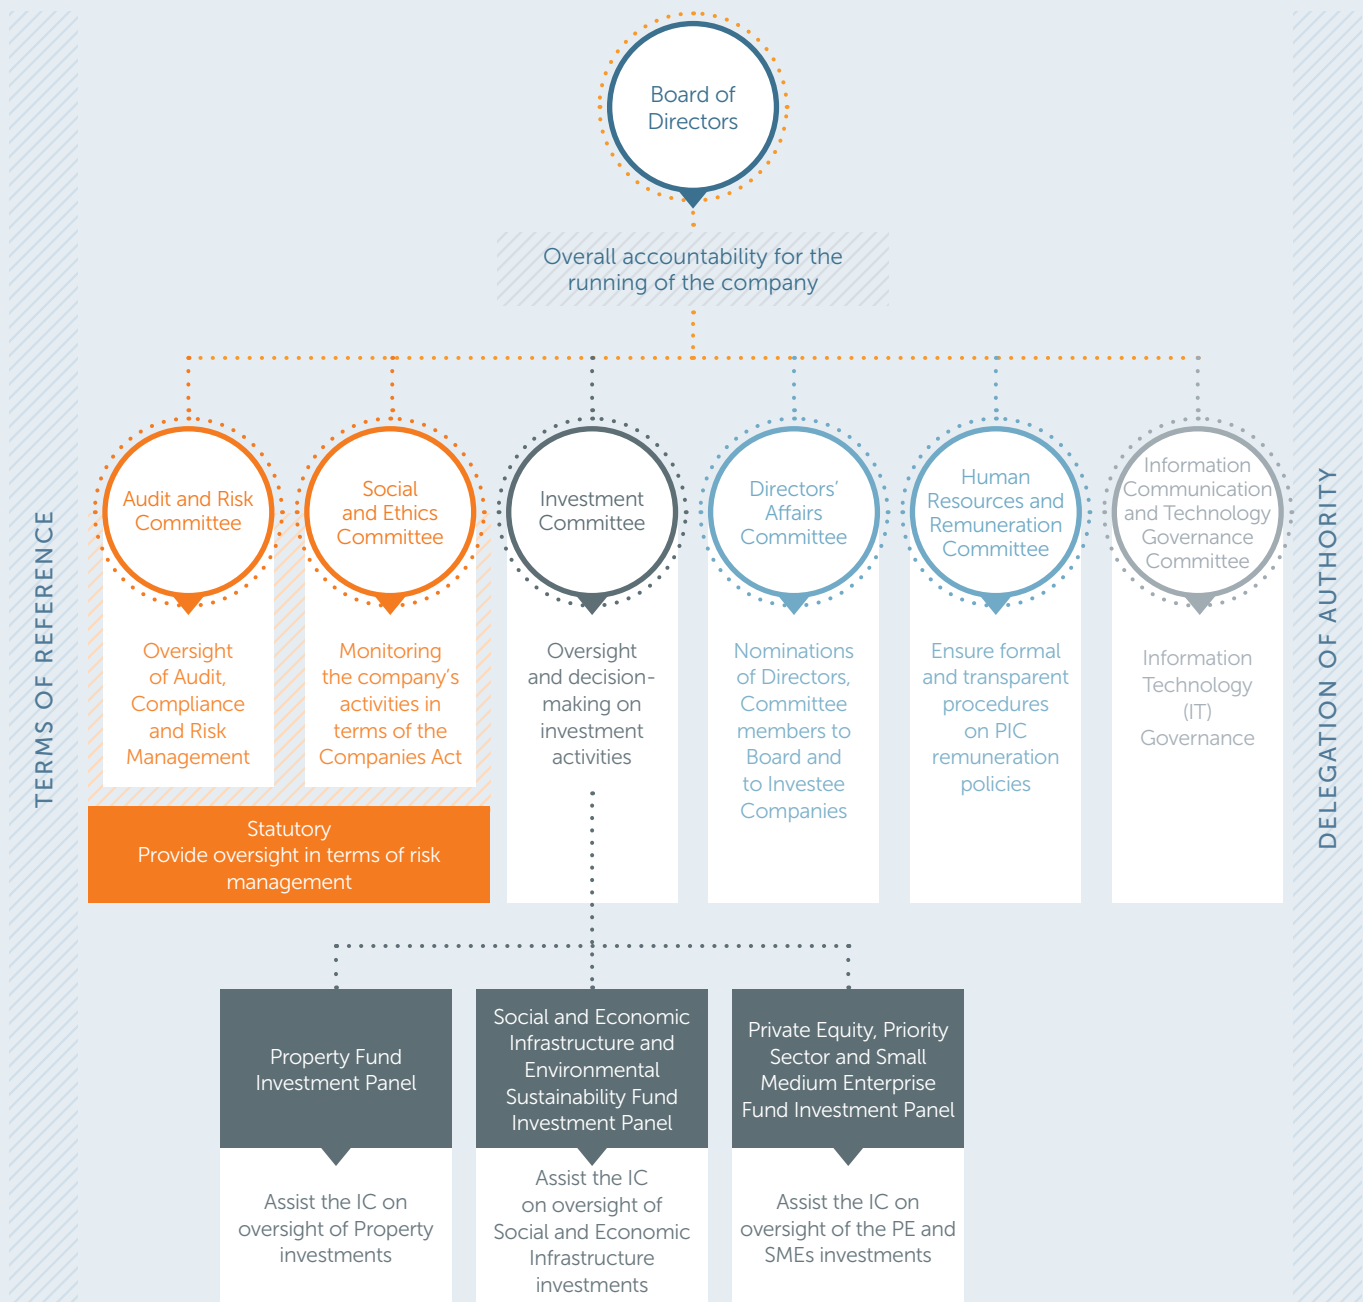 Board of
Directors
Overall accountability for the
running of the company
TERMS OF REFERENCE
Audit and Risk
Committee
Oversight
of Audit,
Compliance
and Risk
Management
Social
and Ethics
Committee
Monitoring
the company's
activities in
terms of the
Companies Act
Statutory
Provide oversight in terms of risk
management
Investment
Committee
Oversight
and decision-
making on
investment
activities
Directors'
Affairs
Committee
Nominations
of Directors,
Committee
members to
Board and
to Investee
Companies
Human
Resources and
Remuneration
Committee
Ensure formal
and transparent
procedures
on PIC
remuneration
policies
Information
Communication
and Technology
Governance
Committee
Information
Technology
(IT)
Governance
DELEGATION OF AUTHORITY
Property Fund
Investment Panel
Assist the IC on
oversight of Property
investments
Social and Economic
Infrastructure and
Environmental
Sustainability Fund
Investment Panel
Assist the IC
on oversight of
Social and Economic
Infrastructure
investments
Private Equity, Priority
Sector and Small
Medium Enterprise
Fund Investment Panel
Assist the IC on
oversight of the PE and
SMEs investments